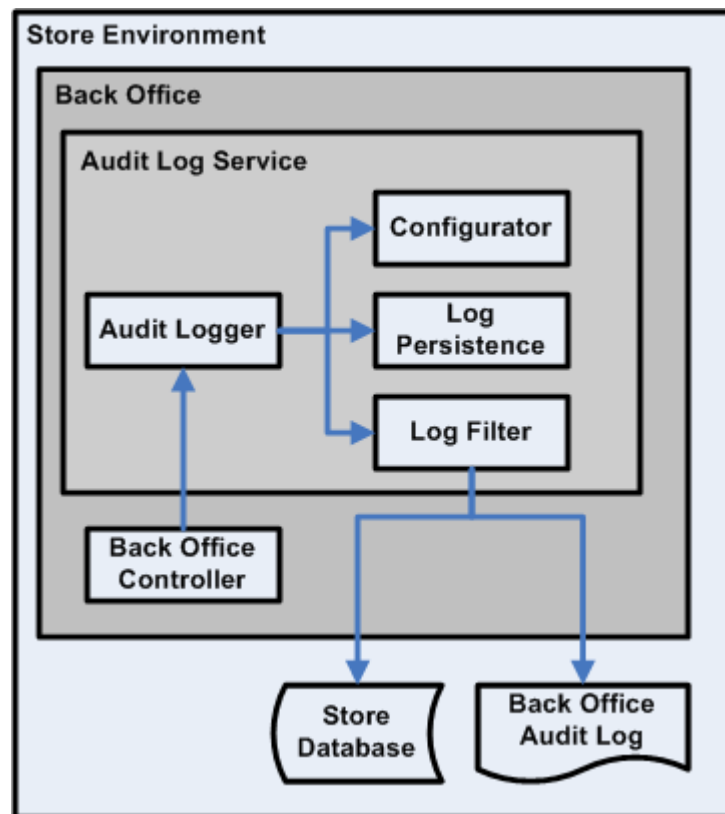 Store Environment
Back Office
Audit Log Service
Configurator
Audit Logger
Log
Persistence
Log Filter
Back Office
Controller
Store
Database
Back Office
Audit Log